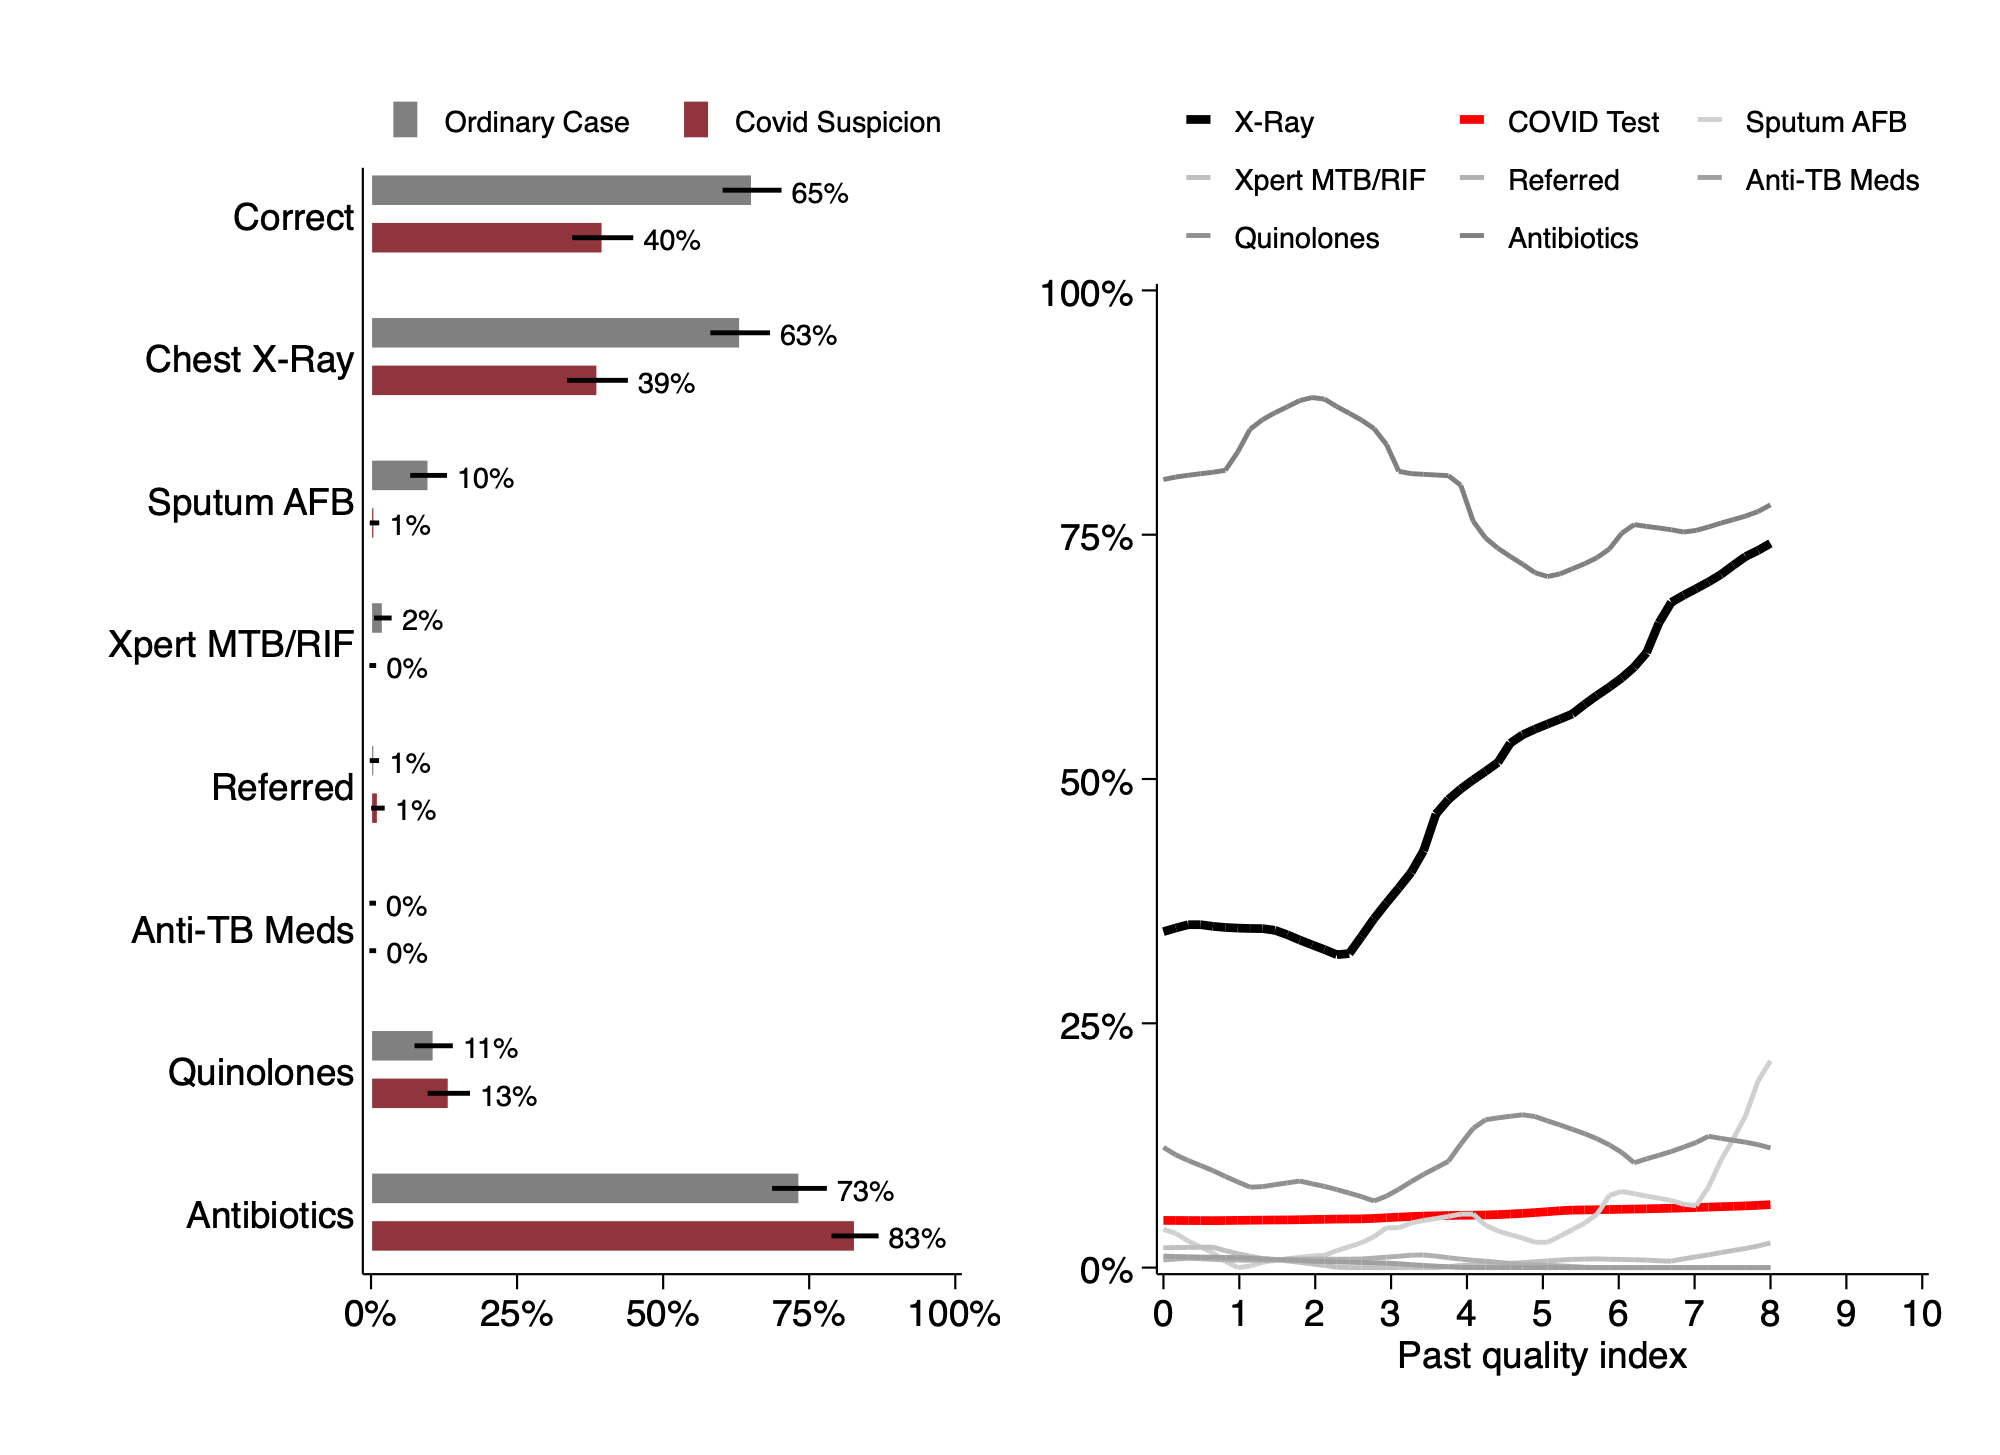 Ordinary Case Covid Suspicion
Correct
65%
40%
Chest X-Ray
63%
39%
Sputum AFB
10%
1%
Xpert MTB/RIF
2%
0%
Referred
1%
1%
Anti-TB Meds
0%
0%
Quinolones
11%
13%
Antibiotics
73%
83%
0% 25% 50% 75% 100%
X-Ray COVID Test Sputum AFB
Xpert MTB/RIF Referred Anti-TB Meds
Quinolones Antibiotics
100%
75%
50%
25%
0%
0 1 2 3 4 5 6 7 8 9 10
Past quality index